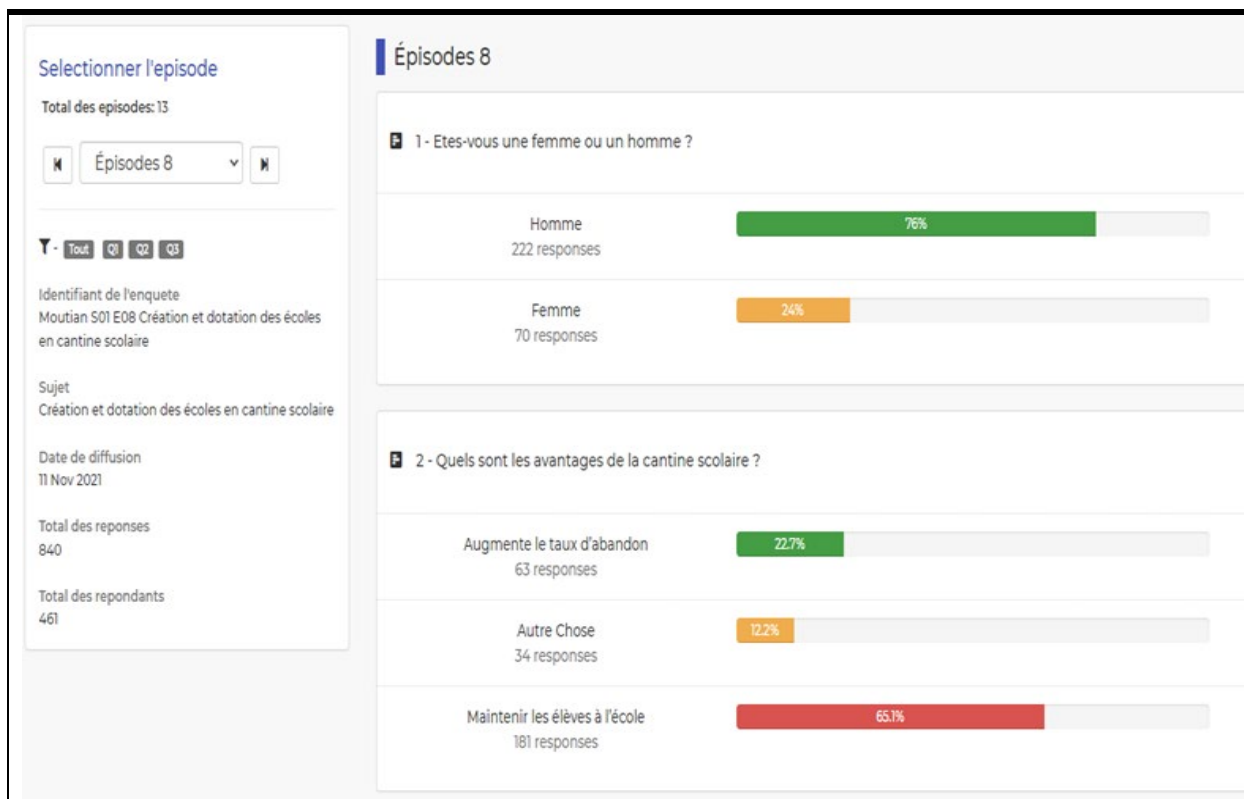 Selectionner l'episode
Total des episodes: 13
Épisodes 8
Tout Q1 Q2 Q3
Identifiant de l'enquete
Moutian S01 E08 Création et dotation des écoles
en cantine scolaire
Sujet
Création et dotation des écoles en cantine scolaire
Date de diffusion
11 Nov 2021
Total des reponses
840
Total des repondants
461
Épisodes 8
1 - Etes-vous une femme ou un homme ?
Homme
222 responses
76%
Femme
70 responses
24%
2 - Quels sont les avantages de la cantine scolaire ?
Augmente le taux d'abandon
63 responses
22.7%
Autre Chose
34 responses
12.2%
Maintenir les élèves à l'école
181 responses
65.1%